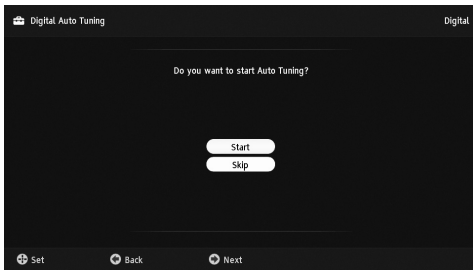 Digital Auto Tuning
Digital
Do you want to start Auto Tuning?
Start
Skip
Set
Back
Next